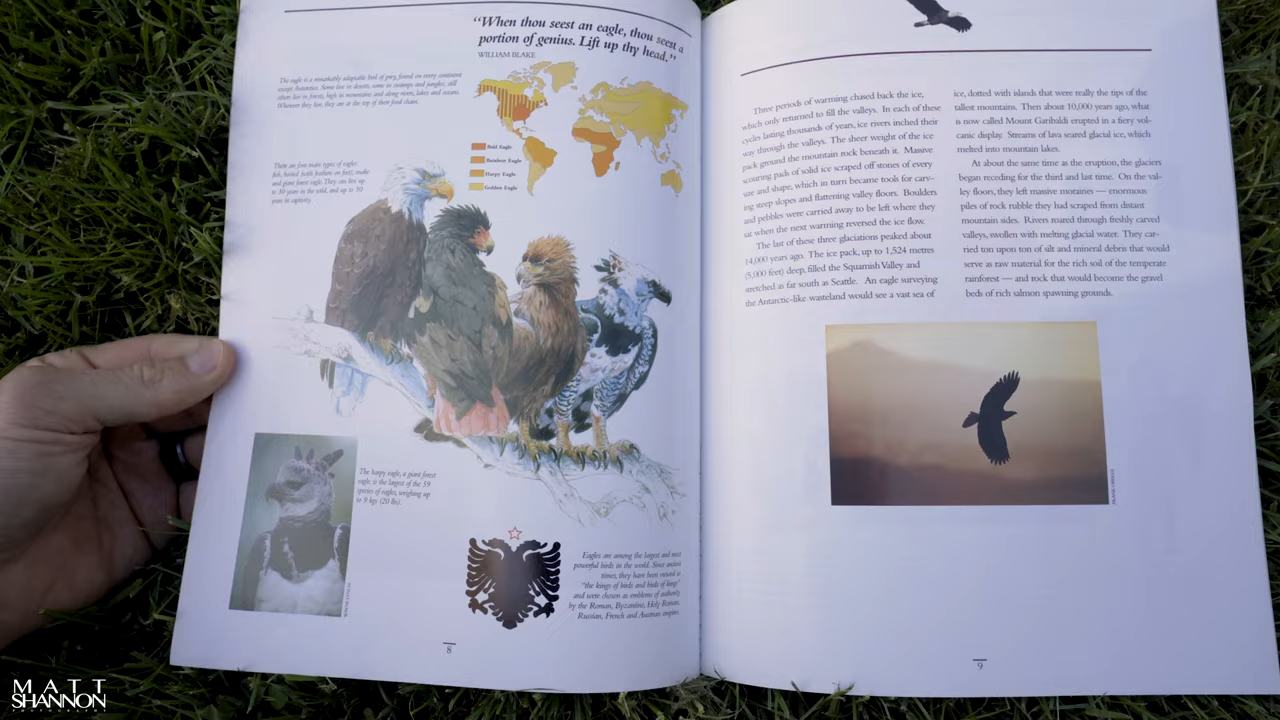 “When thou seest an eagle, thou seest a
portion of genius. Lift up thy head.”
WILLIAM BLAKE
The eagle is a remarkably adaptable bird of prey, found on every continent
except Antarctica. Some live in deserts, some in swamps and jungles; still
others live in forests, high in mountains and along rivers, lakes and oceans.
Wherever they live, they are at the top of their food chain.
Bald Eagle
Bateleur Eagle
Harpy Eagle
Golden Eagle
There are four main types of eagles:
fish, booted (with feathers on feet), snake
and giant forest eagle. They can live up
to 30 years in the wild, and up to 50
years in captivity.
The harpy eagle, a giant forest
eagle, is the largest of the 59
species of eagles, weighing up
to 9 kgs (20 lbs).
Eagles are among the largest and most
powerful birds in the world. Since ancient
times, they have been viewed as
“the kings of birds and birds of kings”
and were chosen as emblems of authority
by the Roman, Byzantine, Holy Roman,
Russian, French and Austrian empires.
8
Three periods of warming chased back the ice,
which only returned to fill the valleys. In each of these
cycles lasting thousands of years, ice rivers inched their
way through the valleys. The sheer weight of the ice
pack ground the mountain rock beneath it. Massive
scouring pads of solid ice scraped off stones of every
size and shape, which in turn became tools for carv-
ing steep slopes and flattening valley floors. Boulders
and pebbles were carried away to be left where they
sat when the next warming reversed the ice flow.
The last of these three glaciations peaked about
14,000 years ago. The ice pack, up to 1,524 metres
(5,000 feet) deep, filled the Squamish Valley and
stretched as far south as Seattle. An eagle surveying
the Antarctic-like wasteland would see a vast sea of
ice, dotted with islands that were really the tips of the
tallest mountains. Then about 10,000 years ago, what
is now called Mount Garibaldi erupted in a fiery vol-
canic display. Streams of lava seared glacial ice, which
melted into mountain lakes.
At about the same time as the eruption, the glaciers
began receding for the third and last time. On the val-
ley floors, they left massive moraines — enormous
piles of rock rubble they had scraped from distant
mountain sides. Rivers roared through freshly carved
valleys, swollen with melting glacial water. They car-
ried ton upon ton of silt and mineral debris that would
serve as raw material for the rich soil of the temperate
rainforest — and rock that would become the gravel
beds of rich salmon spawning grounds.
9
MATT
SHANNON
PHOTOGRAPHY